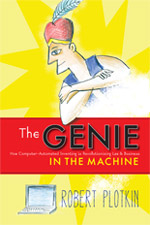 The GENIE
How Computer-Automated Inventing Is Revolutionizing Law & Business
IN THE MACHINE
ROBERT PLOTKIN